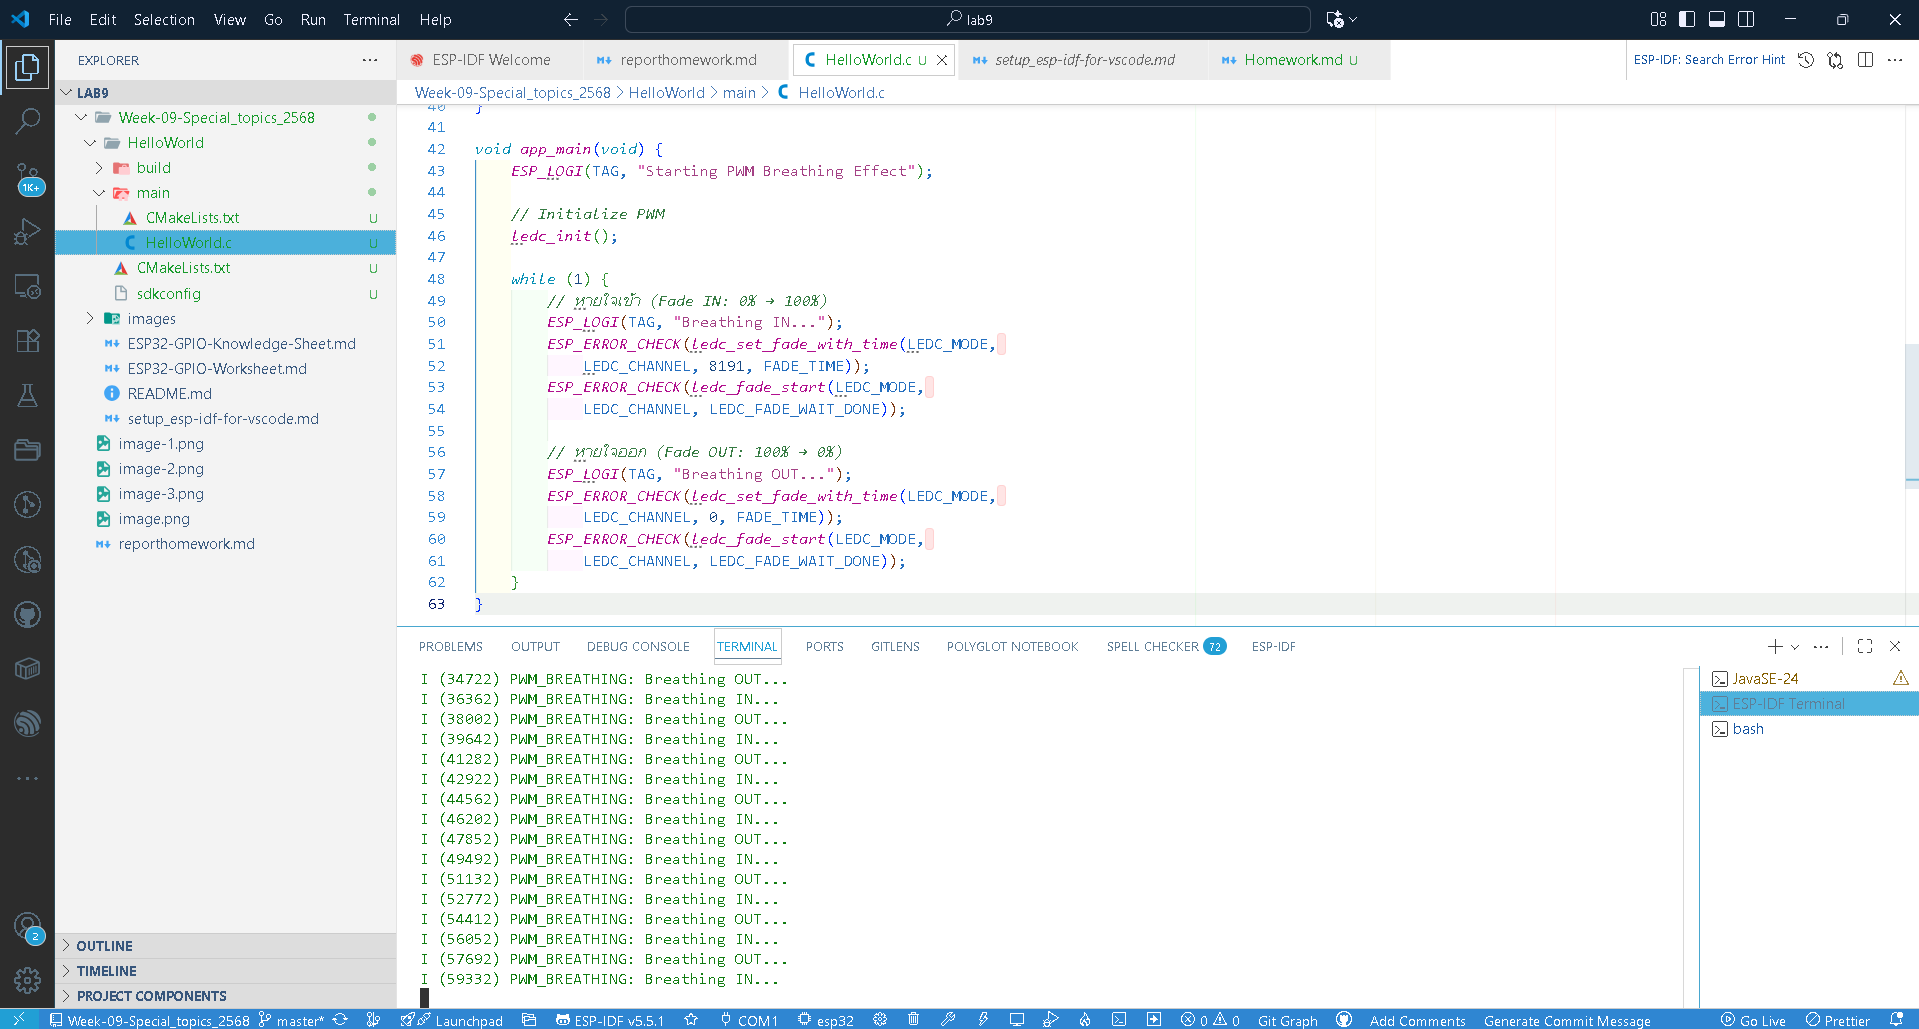 File Edit Selection View Go Run Terminal Help
lab9
EXPLORER
ESP-IDF Welcome
reporthomework.md
HelloWorld.c U
setup_esp-idf-for-vscode.md
Homework.md U
ESP-IDF: Search Error Hint
LAB9
Week-09-Special_topics_2568
HelloWorld
build
main
CMakeLists.txt U
HelloWorld.c U
CMakeLists.txt U
sdkconfig U
images
ESP32-GPIO-Knowledge-Sheet.md
ESP32-GPIO-Worksheet.md
README.md
setup_esp-idf-for-vscode.md
image-1.png
image-2.png
image-3.png
image.png
reporthomework.md
OUTLINE
TIMELINE
PROJECT COMPONENTS
1K+
2
Week-09-Special_topics_2568 > HelloWorld > main > HelloWorld.c
40 }
41
42 void app_main(void) {
43 ESP_LOGI(TAG, "Starting PWM Breathing Effect");
44
45 // Initialize PWM
46 ledc_init();
47
48 while (1) {
49 // หายใจเข้า (Fade IN: 0% → 100%)
50 ESP_LOGI(TAG, "Breathing IN...");
51 ESP_ERROR_CHECK(ledc_set_fade_with_time(LEDC_MODE,
52 LEDC_CHANNEL, 8191, FADE_TIME));
53 ESP_ERROR_CHECK(ledc_fade_start(LEDC_MODE,
54 LEDC_CHANNEL, LEDC_FADE_WAIT_DONE));
55
56 // หายใจออก (Fade OUT: 100% → 0%)
57 ESP_LOGI(TAG, "Breathing OUT...");
58 ESP_ERROR_CHECK(ledc_set_fade_with_time(LEDC_MODE,
59 LEDC_CHANNEL, 0, FADE_TIME));
60 ESP_ERROR_CHECK(ledc_fade_start(LEDC_MODE,
61 LEDC_CHANNEL, LEDC_FADE_WAIT_DONE));
62 }
63 }
PROBLEMS OUTPUT DEBUG CONSOLE TERMINAL PORTS GITLENS POLYGLOT NOTEBOOK SPELL CHECKER 72 ESP-IDF
I (34722) PWM_BREATHING: Breathing OUT...
I (36362) PWM_BREATHING: Breathing IN...
I (38002) PWM_BREATHING: Breathing OUT...
I (39642) PWM_BREATHING: Breathing IN...
I (41282) PWM_BREATHING: Breathing OUT...
I (42922) PWM_BREATHING: Breathing IN...
I (44562) PWM_BREATHING: Breathing OUT...
I (46202) PWM_BREATHING: Breathing IN...
I (47852) PWM_BREATHING: Breathing OUT...
I (49492) PWM_BREATHING: Breathing IN...
I (51132) PWM_BREATHING: Breathing OUT...
I (52772) PWM_BREATHING: Breathing IN...
I (54412) PWM_BREATHING: Breathing OUT...
I (56052) PWM_BREATHING: Breathing IN...
I (57692) PWM_BREATHING: Breathing OUT...
I (59332) PWM_BREATHING: Breathing IN...
JavaSE-24
ESP-IDF Terminal
bash
Week-09-Special_topics_2568 master* Launchpad ESP-IDF v5.5.1 COM1 esp32 0 0 Git Graph Add Comments Generate Commit Message Go Live Prettier